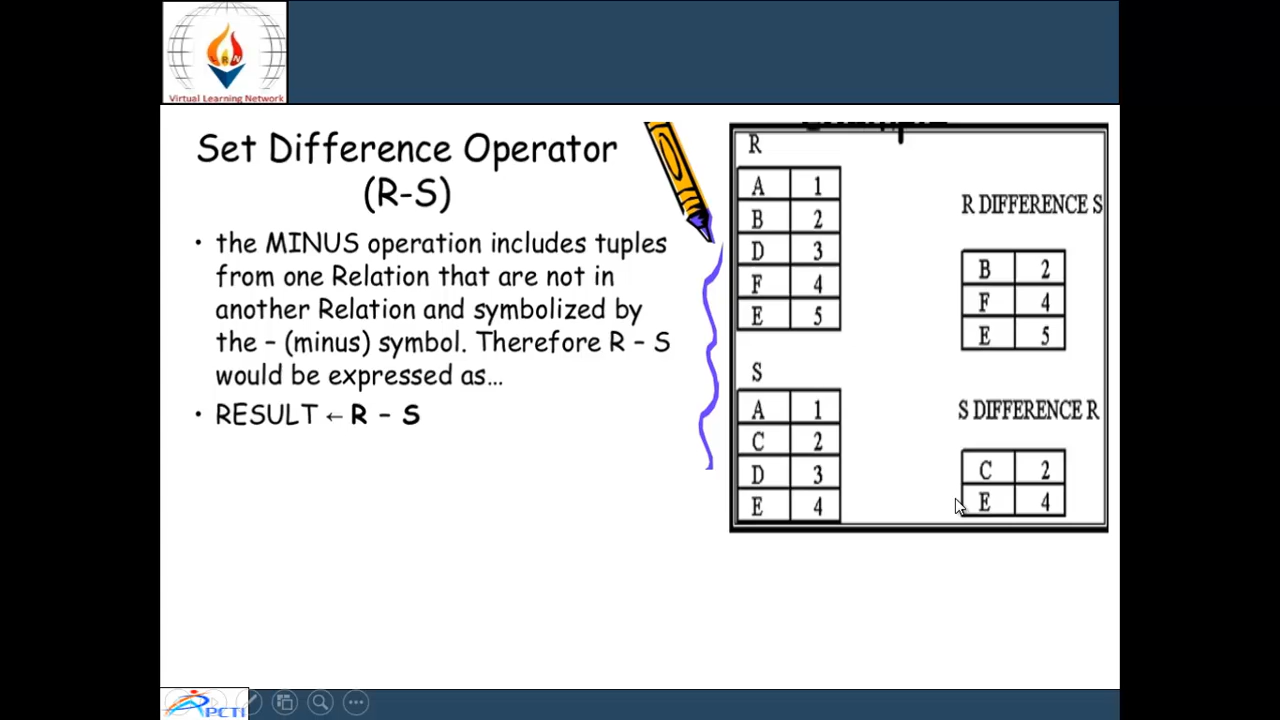 Virtual Learning Network
Set Difference Operator
(R-S)
• the MINUS operation includes tuples
from one Relation that are not in
another Relation and symbolized by
the – (minus) symbol. Therefore R – S
would be expressed as…
• RESULT ← R – S
R
A 1
B 2
D 3
F 4
E 5
S
A 1
C 2
D 3
E 4
R DIFFERENCE S
B 2
F 4
E 5
S DIFFERENCE R
C 2
E 4
PCTI